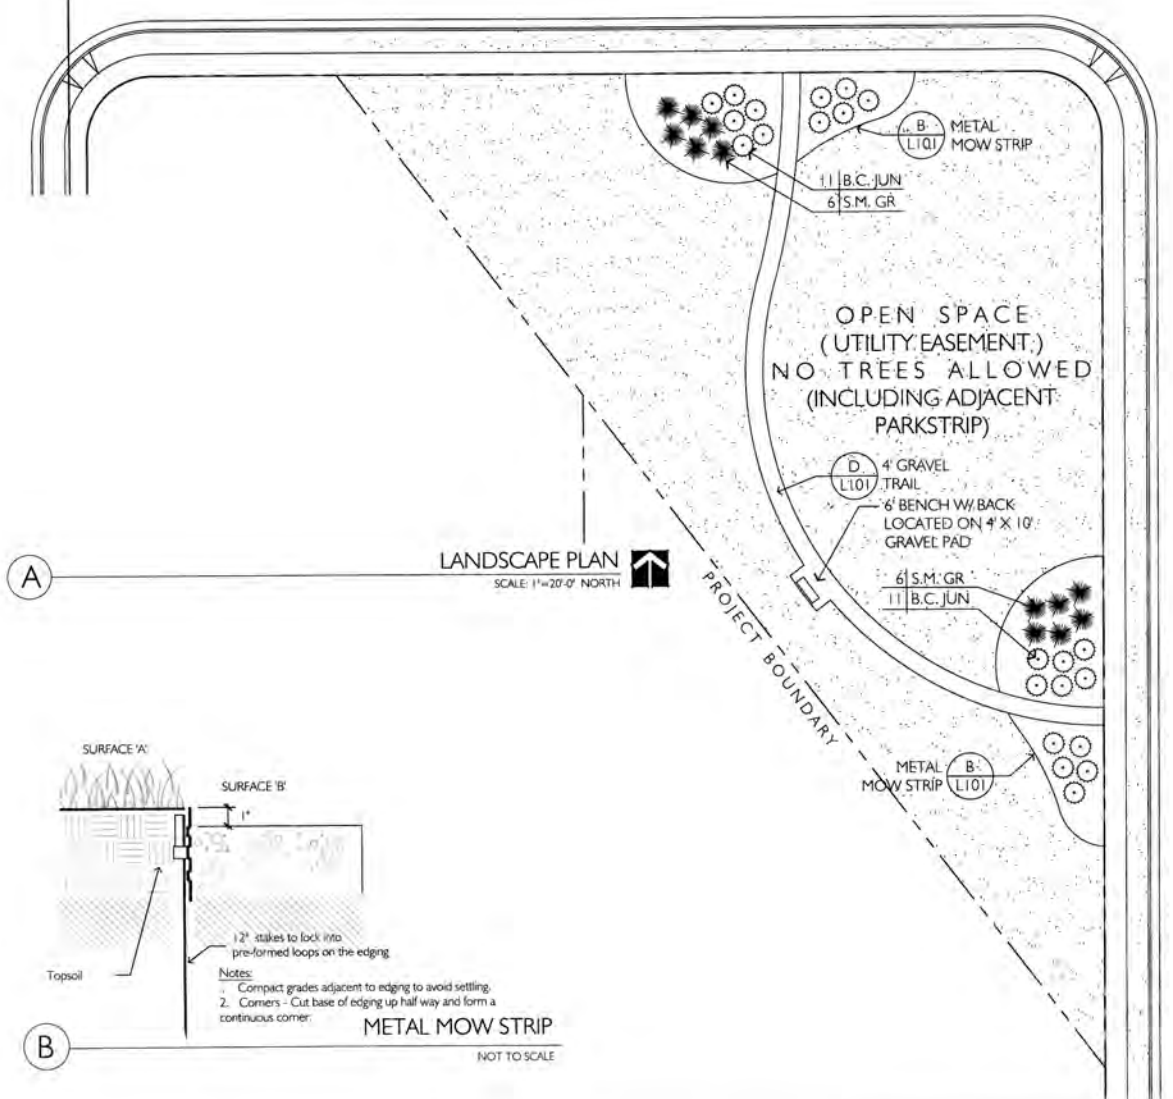 B
L101
METAL
MOW STRIP
11 B.C. JUN
6 S.M. GR
OPEN SPACE
( UTILITY EASEMENT )
NO TREES ALLOWED
(INCLUDING ADJACENT
PARKSTRIP)
D
L101
4' GRAVEL
TRAIL
6' BENCH W/ BACK
LOCATED ON 4' X 10'
GRAVEL PAD
A
LANDSCAPE PLAN
SCALE: 1"=20'-0" NORTH
6 S.M. GR
11 B.C. JUN
PROJECT BOUNDARY
METAL
MOW STRIP
B
L101
SURFACE 'A'
SURFACE 'B'
1"
12" stakes to lock into
pre-formed loops on the edging
Topsoil
Notes:
Compact grades adjacent to edging to avoid settling.
2. Corners - Cut base of edging up half way and form a
continuous corner.
B
METAL MOW STRIP
NOT TO SCALE